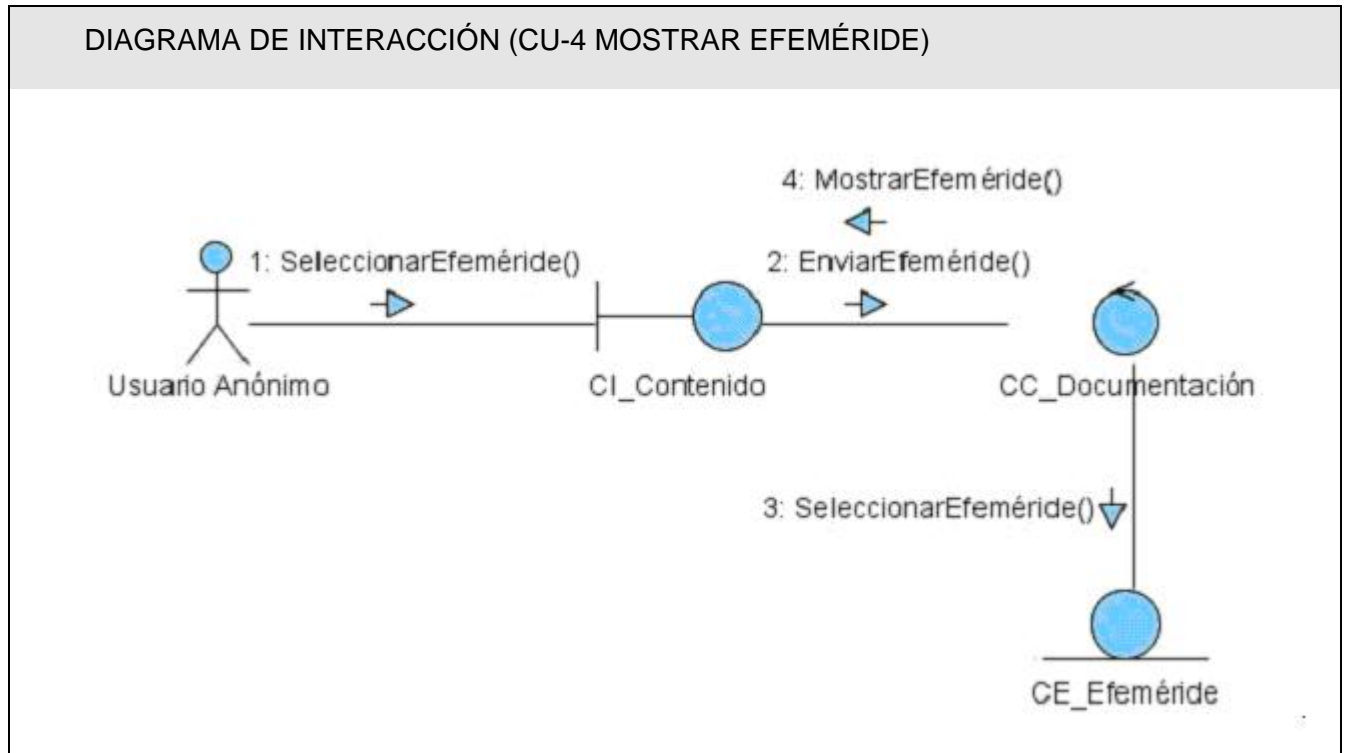 DIAGRAMA DE INTERACCIÓN (CU-4 MOSTRAR EFEMÉRIDE)
4: MostrarEfeméride()
1: SeleccionarEfeméride()
2: EnviarEfeméride()
Usuario Anónimo
CI_Contenido
CC_Documentación
3: SeleccionarEfeméride()
CE_Efeméride